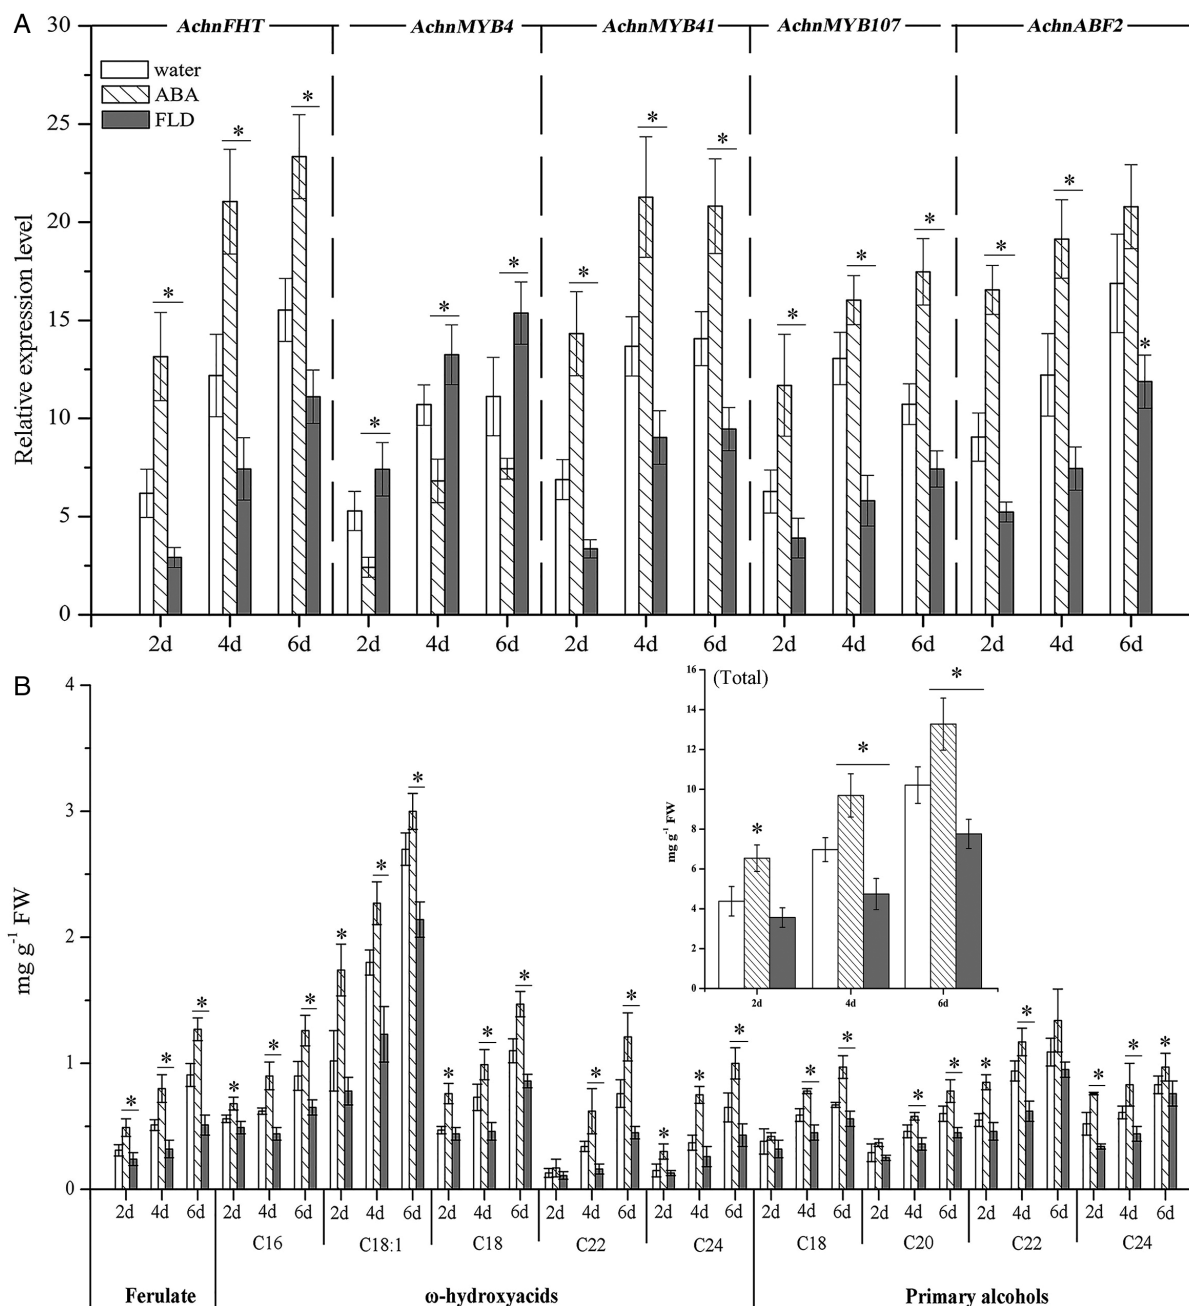 A
AchnFHT AchnMYB4 AchnMYB41 AchnMYB107 AchnABF2
30
25
20
15
10
5
0
Relative expression level
water
ABA
FLD
* * * * * * * * * * * * * * *
2d 4d 6d 2d 4d 6d 2d 4d 6d 2d 4d 6d 2d 4d 6d
B
4
3
2
1
0
mg g⁻¹ FW
(Total)
16
14
12
10
8
6
4
2
0
mg g⁻¹ FW
* * *
2d 4d 6d
* * * * * * * * * * * * * * * * * * * * * * * * * *
2d 4d 6d 2d 4d 6d 2d 4d 6d 2d 4d 6d 2d 4d 6d 2d 4d 6d 2d 4d 6d 2d 4d 6d 2d 4d 6d 2d 4d 6d
C16 C18:1 C18 C22 C24 C18 C20 C22 C24
Ferulate ω-hydroxyacids Primary alcohols